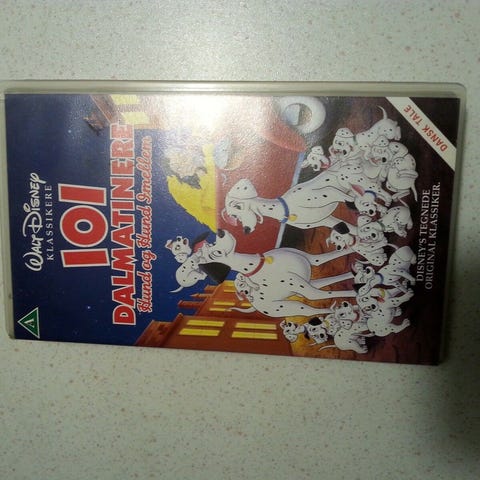 WALT DISNEY
KLASSIKERE
101
DALMATINERE
Hund og Hund Imellem
DANSK TALE
DISNEY'S TEGNEDE
ORIGINAL KLASSIKER.
A